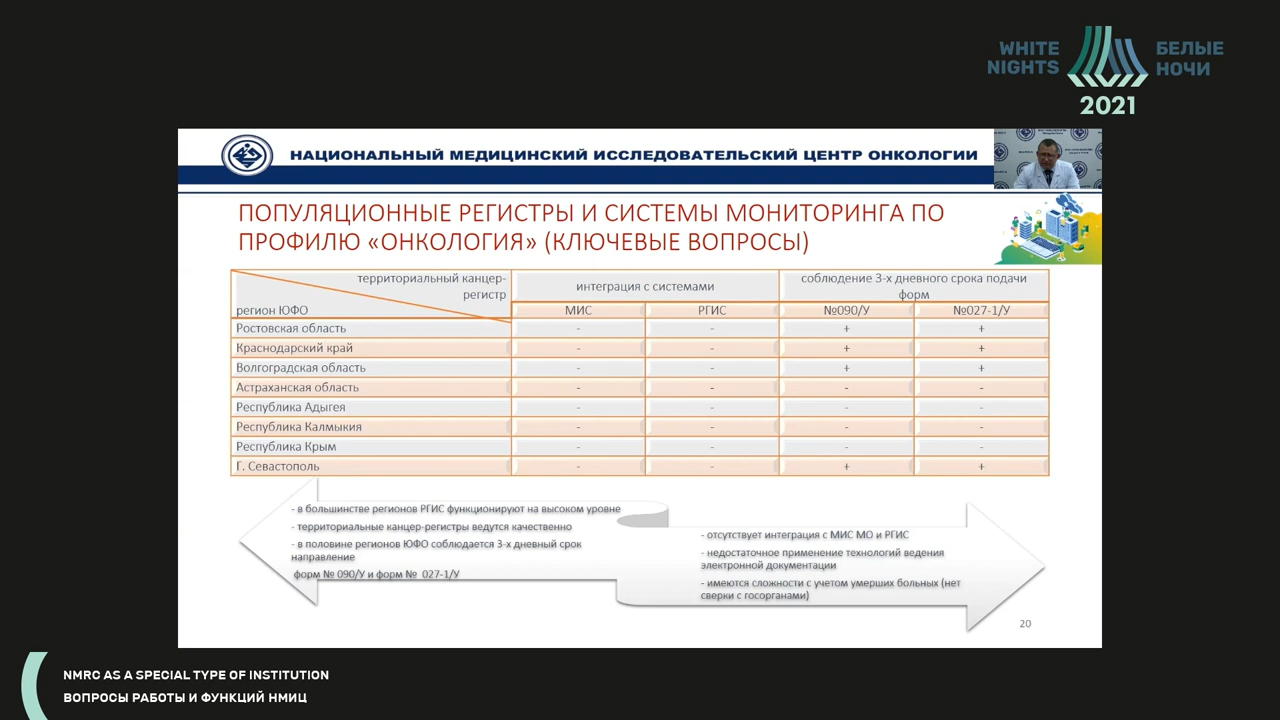 WHITE
NIGHTS
БЕЛЫЕ
НОЧИ
2021
НАЦИОНАЛЬНЫЙ МЕДИЦИНСКИЙ ИССЛЕДОВАТЕЛЬСКИЙ ЦЕНТР ОНКОЛОГИИ
ПОПУЛЯЦИОННЫЕ РЕГИСТРЫ И СИСТЕМЫ МОНИТОРИНГА ПО
ПРОФИЛЮ «ОНКОЛОГИЯ» (КЛЮЧЕВЫЕ ВОПРОСЫ)
территориальный канцер-
регистр
регион ЮФО
интеграция с системами
соблюдение 3-х дневного срока подачи
форм
МИС РГИС №090/У №027-1/У
Ростовская область - - + +
Краснодарский край - - + +
Волгоградская область - - + +
Астраханская область - - - -
Республика Адыгея - - - -
Республика Калмыкия - - - -
Республика Крым - - - -
Г. Севастополь - - + +
- в большинстве регионов РГИС функционируют на высоком уровне
- территориальные канцер-регистры ведутся качественно
- в половине регионов ЮФО соблюдается 3-х дневный срок
направление
форм № 090/У и форм № 027-1/У
- отсутствует интеграция с МИС МО и РГИС
- недостаточное применение технологий ведения
электронной документации
- имеются сложности с учетом умерших больных (нет
сверки с госорганами)
20
NMRC AS A SPECIAL TYPE OF INSTITUTION
ВОПРОСЫ РАБОТЫ И ФУНКЦИЙ НМИЦ